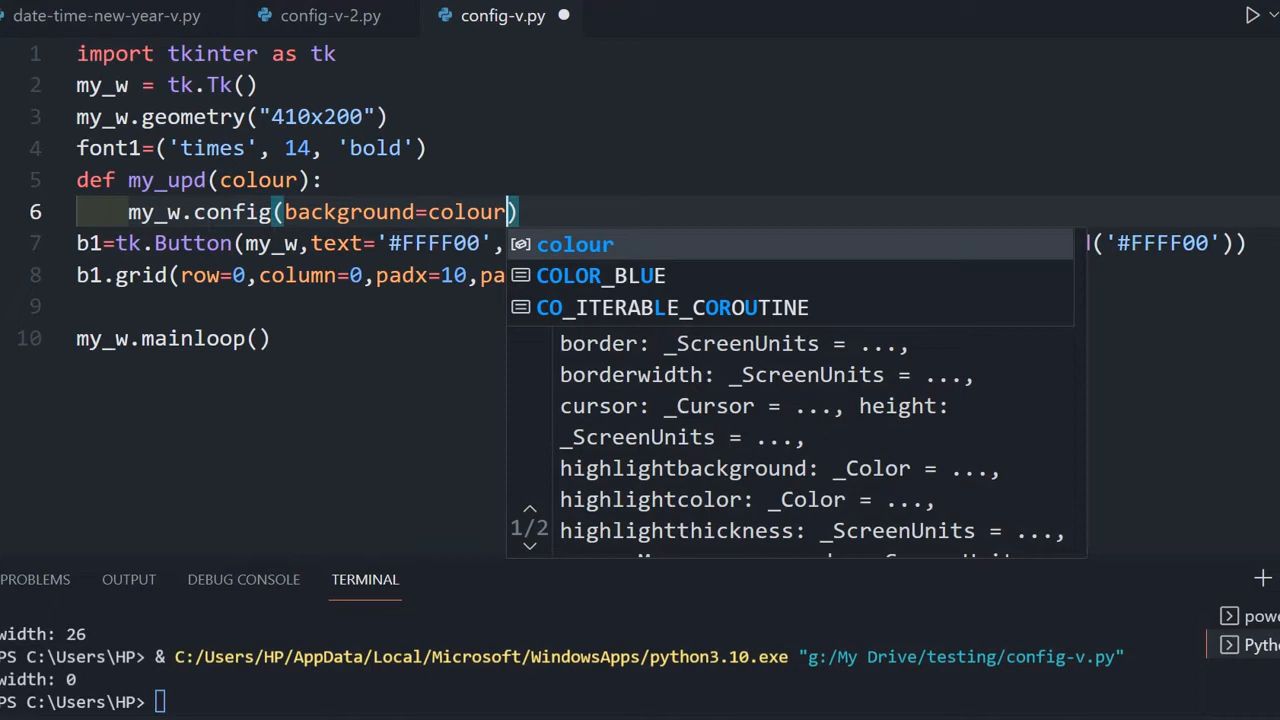 date-time-new-year-v.py config-v-2.py config-v.py
1 import tkinter as tk
2 my_w = tk.Tk()
3 my_w.geometry("410x200")
4 font1=('times', 14, 'bold')
5 def my_upd(colour):
6 my_w.config(background=colour)
7 b1=tk.Button(my_w,text='#FFFF00', ('#FFFF00'))
8 b1.grid(row=0,column=0,padx=10,pa
9
10 my_w.mainloop()
colour
COLOR_BLUE
CO_ITERABLE_COROUTINE
border: _ScreenUnits = ...,
borderwidth: _ScreenUnits = ...,
cursor: _Cursor = ..., height:
_ScreenUnits = ...,
highlightbackground: _Color = ...,
highlightcolor: _Color = ...,
1/2
highlightthickness: _ScreenUnits = ...,
PROBLEMS OUTPUT DEBUG CONSOLE TERMINAL
width: 26
PS C:\Users\HP> & C:/Users/HP/AppData/Local/Microsoft/WindowsApps/python3.10.exe "g:/My Drive/testing/config-v.py"
width: 0
PS C:\Users\HP>
powe
Pytho